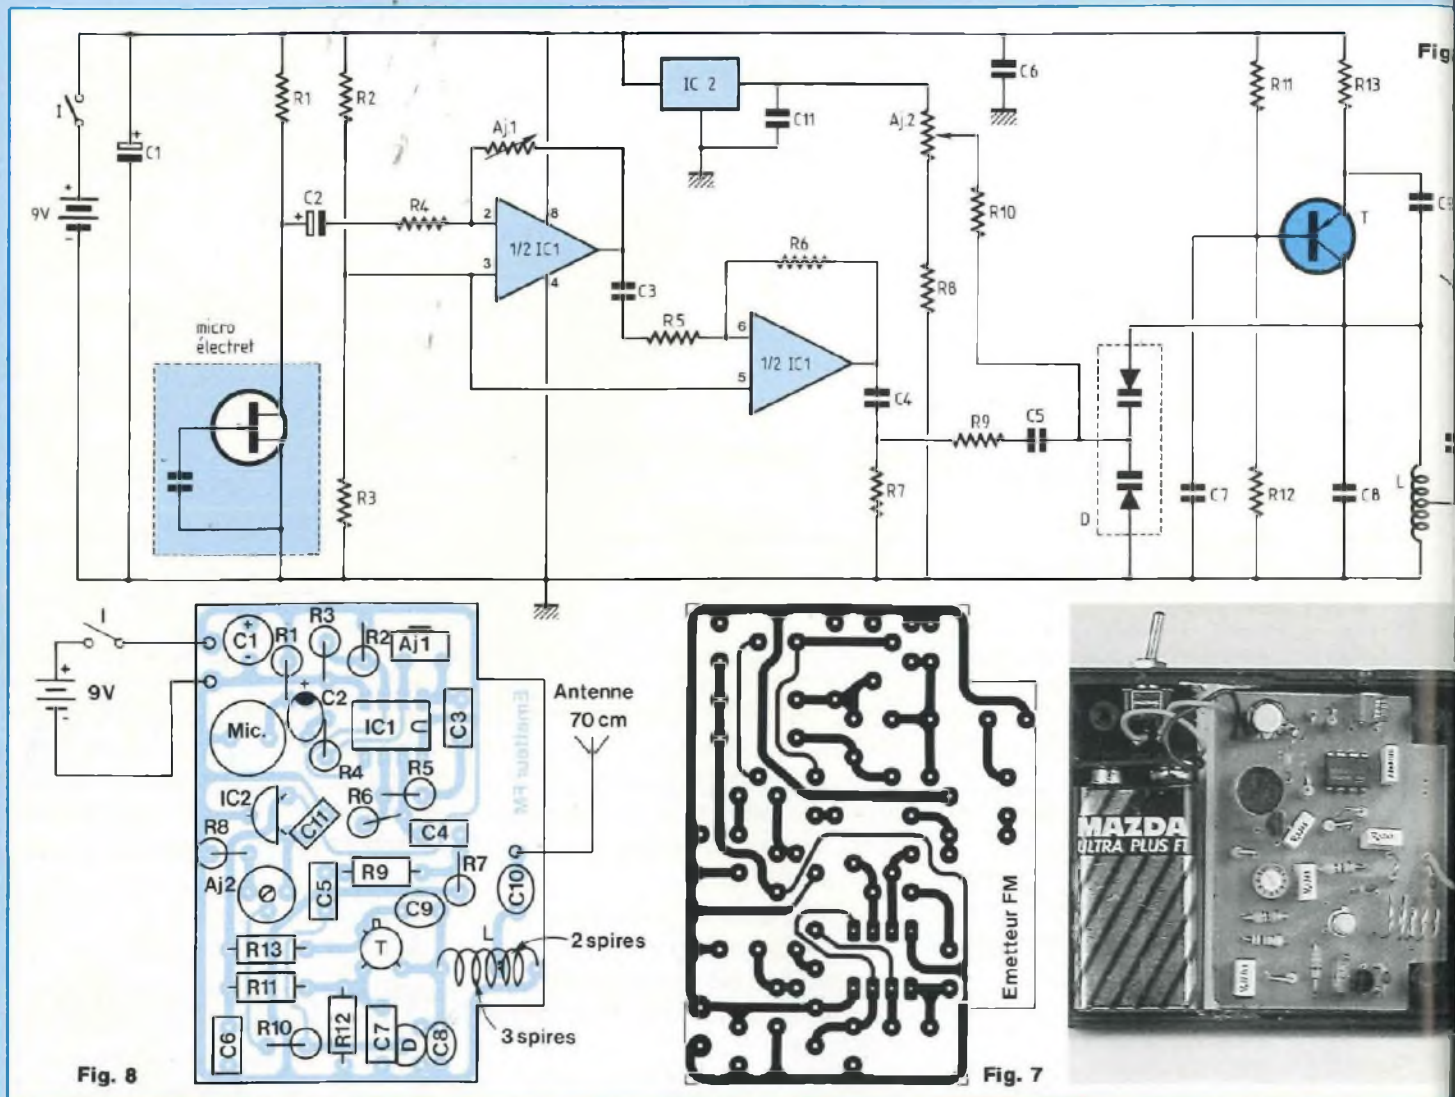 Fig.
I
9V
+
-
+
C1
R1
R2
Aj.1
C2
+
R4
2
3
8
4
1/2 IC1
micro
électret
R3
C3
R5
R6
6
5
1/2 IC1
C4
R7
IC 2
C11
Aj.2
R8
R10
R9
C5
C6
D
C7
R11
R12
R13
T
C8
L
I
+
9V
-
+
C1
-
R1
R3
R2
Aj1
Mic.
+
C2
IC1
C3
R4
R5
IC2
C11
R6
C4
R8
Aj2
C5
R9
R7
C9
C10
R13
T
L
R11
R12
C7
D
C8
C6
R10
Emetteur FM
Antenne
70 cm
2 spires
3 spires
Fig. 8
Emetteur FM
Fig. 7
MAZDA
ULTRA PLUS